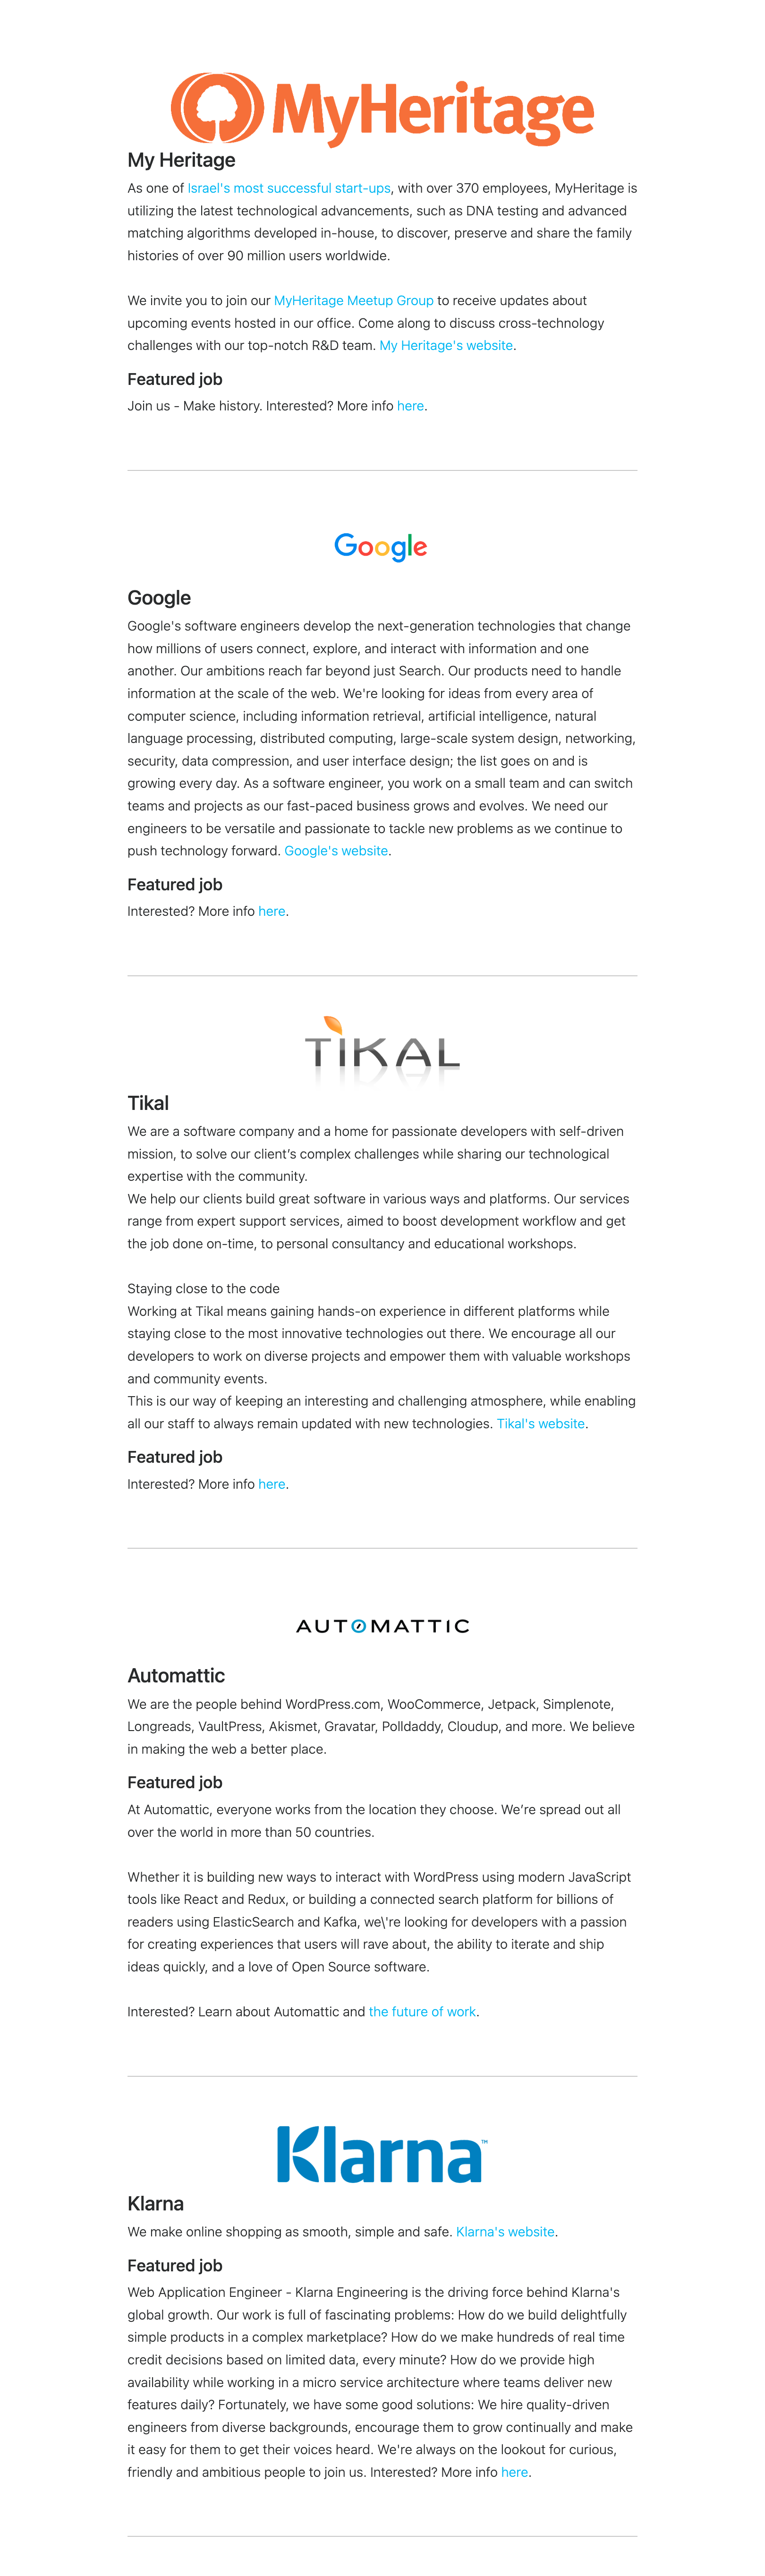 MyHeritage
My Heritage
As one of Israel's most successful start-ups, with over 370 employees, MyHeritage is
utilizing the latest technological advancements, such as DNA testing and advanced
matching algorithms developed in-house, to discover, preserve and share the family
histories of over 90 million users worldwide.
We invite you to join our MyHeritage Meetup Group to receive updates about
upcoming events hosted in our office. Come along to discuss cross-technology
challenges with our top-notch R&D team. My Heritage's website.
Featured job
Join us - Make history. Interested? More info here.
Google
Google
Google's software engineers develop the next-generation technologies that change
how millions of users connect, explore, and interact with information and one
another. Our ambitions reach far beyond just Search. Our products need to handle
information at the scale of the web. We're looking for ideas from every area of
computer science, including information retrieval, artificial intelligence, natural
language processing, distributed computing, large-scale system design, networking,
security, data compression, and user interface design; the list goes on and is
growing every day. As a software engineer, you work on a small team and can switch
teams and projects as our fast-paced business grows and evolves. We need our
engineers to be versatile and passionate to tackle new problems as we continue to
push technology forward. Google's website.
Featured job
Interested? More info here.
TIKAL
Tikal
We are a software company and a home for passionate developers with self-driven
mission, to solve our client’s complex challenges while sharing our technological
expertise with the community.
We help our clients build great software in various ways and platforms. Our services
range from expert support services, aimed to boost development workflow and get
the job done on-time, to personal consultancy and educational workshops.
Staying close to the code
Working at Tikal means gaining hands-on experience in different platforms while
staying close to the most innovative technologies out there. We encourage all our
developers to work on diverse projects and empower them with valuable workshops
and community events.
This is our way of keeping an interesting and challenging atmosphere, while enabling
all our staff to always remain updated with new technologies. Tikal's website.
Featured job
Interested? More info here.
AUTOMATTIC
Automattic
We are the people behind WordPress.com, WooCommerce, Jetpack, Simplenote,
Longreads, VaultPress, Akismet, Gravatar, Polldaddy, Cloudup, and more. We believe
in making the web a better place.
Featured job
At Automattic, everyone works from the location they choose. We’re spread out all
over the world in more than 50 countries.
Whether it is building new ways to interact with WordPress using modern JavaScript
tools like React and Redux, or building a connected search platform for billions of
readers using ElasticSearch and Kafka, we\'re looking for developers with a passion
for creating experiences that users will rave about, the ability to iterate and ship
ideas quickly, and a love of Open Source software.
Interested? Learn about Automattic and the future of work.
Klarna™
Klarna
We make online shopping as smooth, simple and safe. Klarna's website.
Featured job
Web Application Engineer - Klarna Engineering is the driving force behind Klarna's
global growth. Our work is full of fascinating problems: How do we build delightfully
simple products in a complex marketplace? How do we make hundreds of real time
credit decisions based on limited data, every minute? How do we provide high
availability while working in a micro service architecture where teams deliver new
features daily? Fortunately, we have some good solutions: We hire quality-driven
engineers from diverse backgrounds, encourage them to grow continually and make
it easy for them to get their voices heard. We're always on the lookout for curious,
friendly and ambitious people to join us. Interested? More info here.